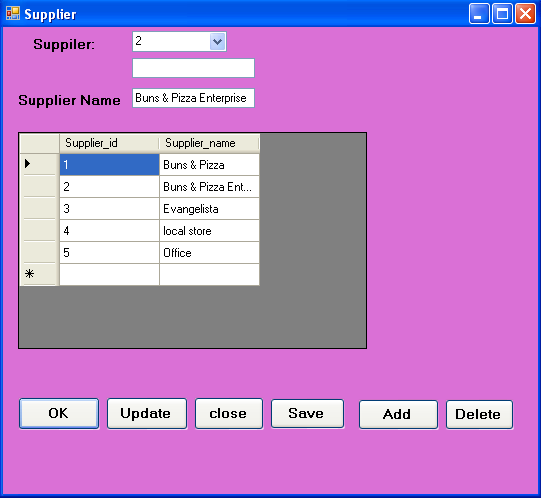 Supplier
Suppiler: 2
Supplier Name Buns & Pizza Enterprise
Supplier_id Supplier_name
1 Buns & Pizza
2 Buns & Pizza Ent...
3 Evangelista
4 local store
5 Office
OK Update close Save Add Delete